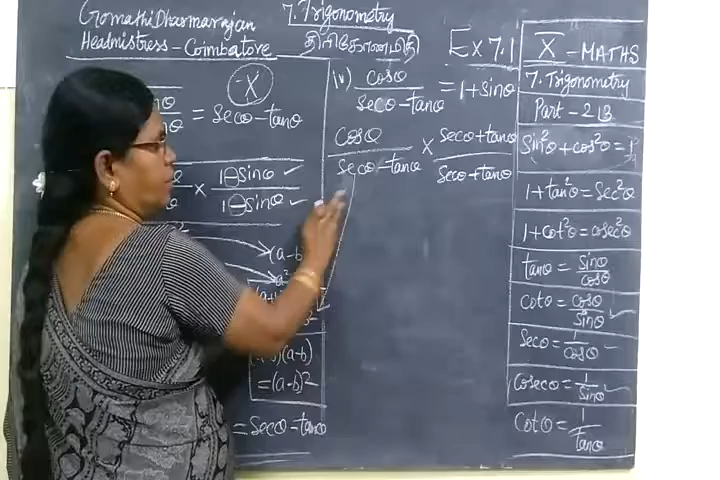 Gomathi Dharmarajan
Headmistress - Coimbatore
7. Trigonometry
திரிகோணமிதி
Ex 7.1
X
= Secθ - tanθ
× 1-Sinθ / 1-Sinθ
(a-b)(a-b)
= (a-b)²
= Secθ - tanθ
(iv) Cosθ / Secθ - tanθ = 1 + Sinθ
Cosθ / Secθ - tanθ × Secθ + tanθ / Secθ + tanθ
X - MATHS
7. Trigonometry
Part - 213
Sin²θ + cos²θ = 1
1 + tan²θ = Sec²θ
1 + Cot²θ = cosec²θ
tanθ = Sinθ / Cosθ
Cotθ = Cosθ / Sinθ
Secθ = 1 / Cosθ
Cosecθ = 1 / Sinθ
Cotθ = 1 / tanθ